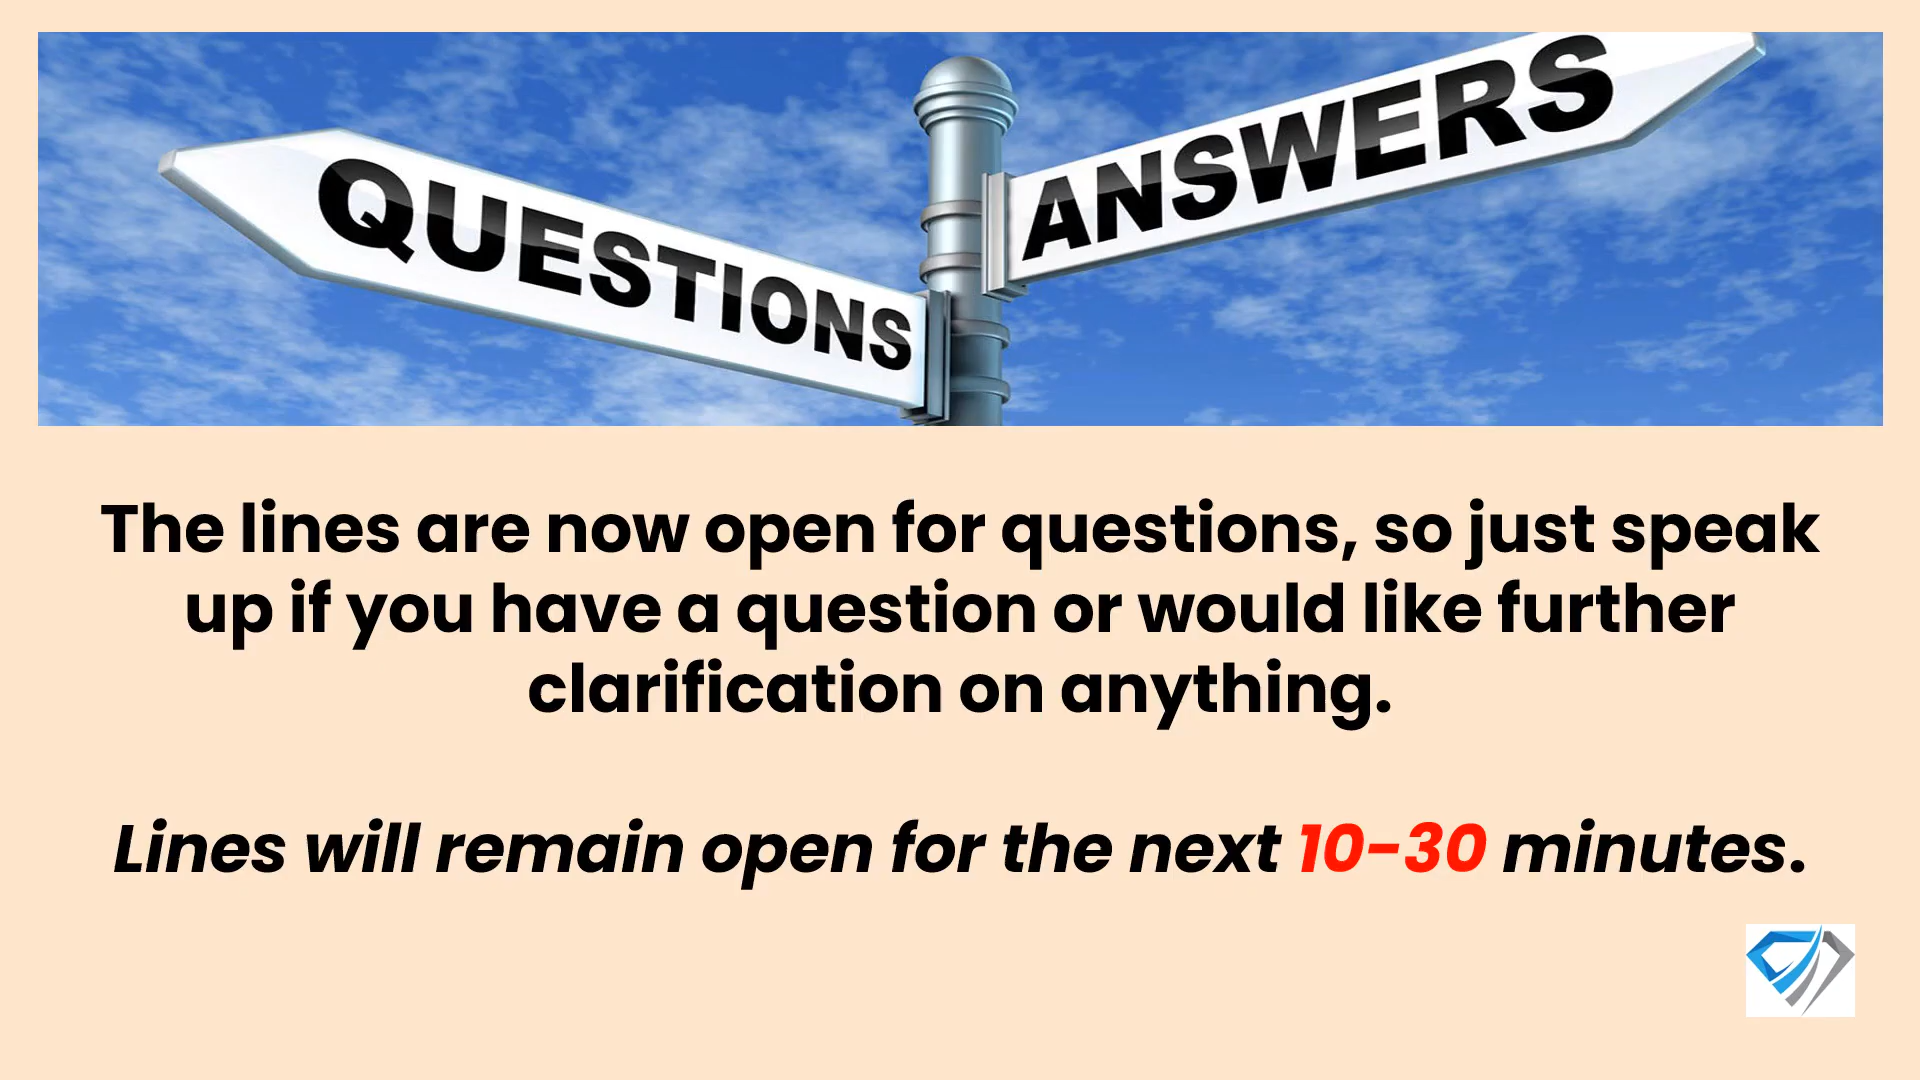 QUESTIONS
ANSWERS
The lines are now open for questions, so just speak
up if you have a question or would like further
clarification on anything.
Lines will remain open for the next 10-30 minutes.